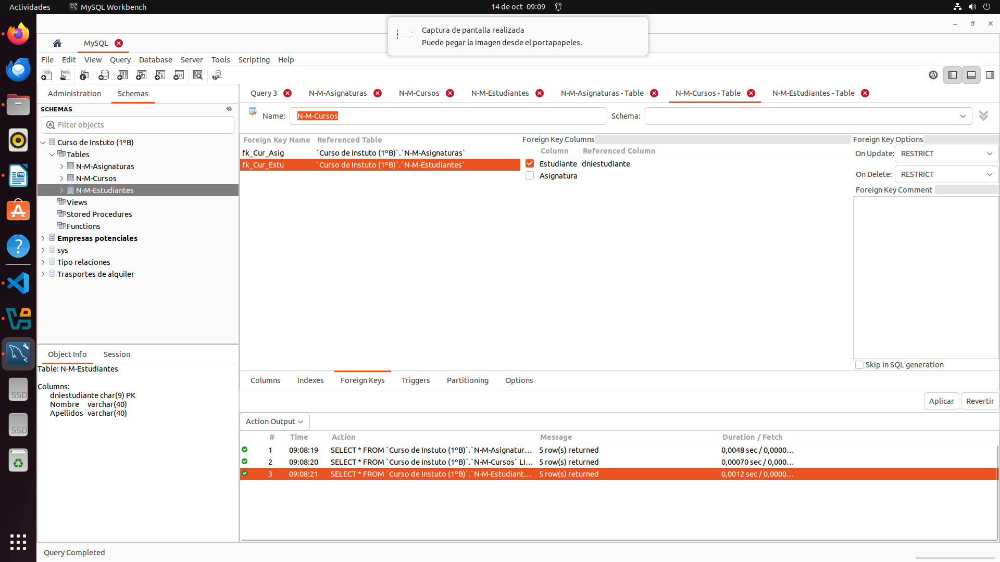 Actividades
MySQL Workbench
14 de oct 09:09
Captura de pantalla realizada
Puede pegar la imagen desde el portapapeles.
MySQL
File Edit View Query Database Server Tools Scripting Help
Administration Schemas
SCHEMAS
Filter objects
Curso de Instuto (1ºB)
Tables
N-M-Asignaturas
N-M-Cursos
N-M-Estudiantes
Views
Stored Procedures
Functions
Empresas potenciales
sys
Tipo relaciones
Trasportes de alquiler
Object Info Session
Table: N-M-Estudiantes
Columns:
dniestudiante char(9) PK
Nombre varchar(40)
Apellidos varchar(40)
Query 3 N-M-Asignaturas N-M-Cursos N-M-Estudiantes N-M-Asignaturas - Table N-M-Cursos - Table N-M-Estudiantes - Table
Name: N-M-Cursos Schema:
Foreign Key Name Referenced Table
fk_Cur_Asig `Curso de Instuto (1ºB)`.`N-M-Asignaturas`
fk_Cur_Estu `Curso de Instuto (1ºB)`.`N-M-Estudiantes`
Foreign Key Columns
Column Referenced Column
Estudiante dniestudiante
Asignatura
Foreign Key Options
On Update: RESTRICT
On Delete: RESTRICT
Foreign Key Comment
Skip in SQL generation
Columns Indexes Foreign Keys Triggers Partitioning Options
Aplicar Revertir
Action Output
# Time Action Message Duration / Fetch
1 09:08:19 SELECT * FROM `Curso de Instuto (1ºB)`.`N-M-Asignatur... 5 row(s) returned 0,0048 sec / 0,0000...
2 09:08:20 SELECT * FROM `Curso de Instuto (1ºB)`.`N-M-Cursos` LI... 5 row(s) returned 0,00070 sec / 0,000...
3 09:08:21 SELECT * FROM `Curso de Instuto (1ºB)`.`N-M-Estudiant... 5 row(s) returned 0,0012 sec / 0,0000...
Query Completed
SSD
SSD